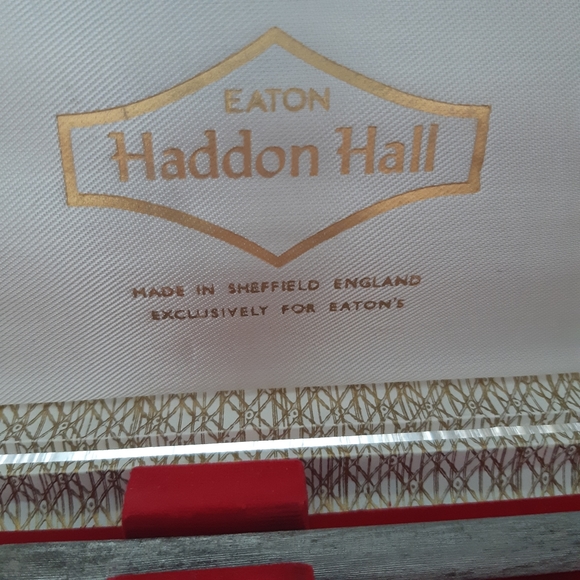 EATON
Haddon Hall
MADE IN SHEFFIELD ENGLAND
EXCLUSIVELY FOR EATON'S